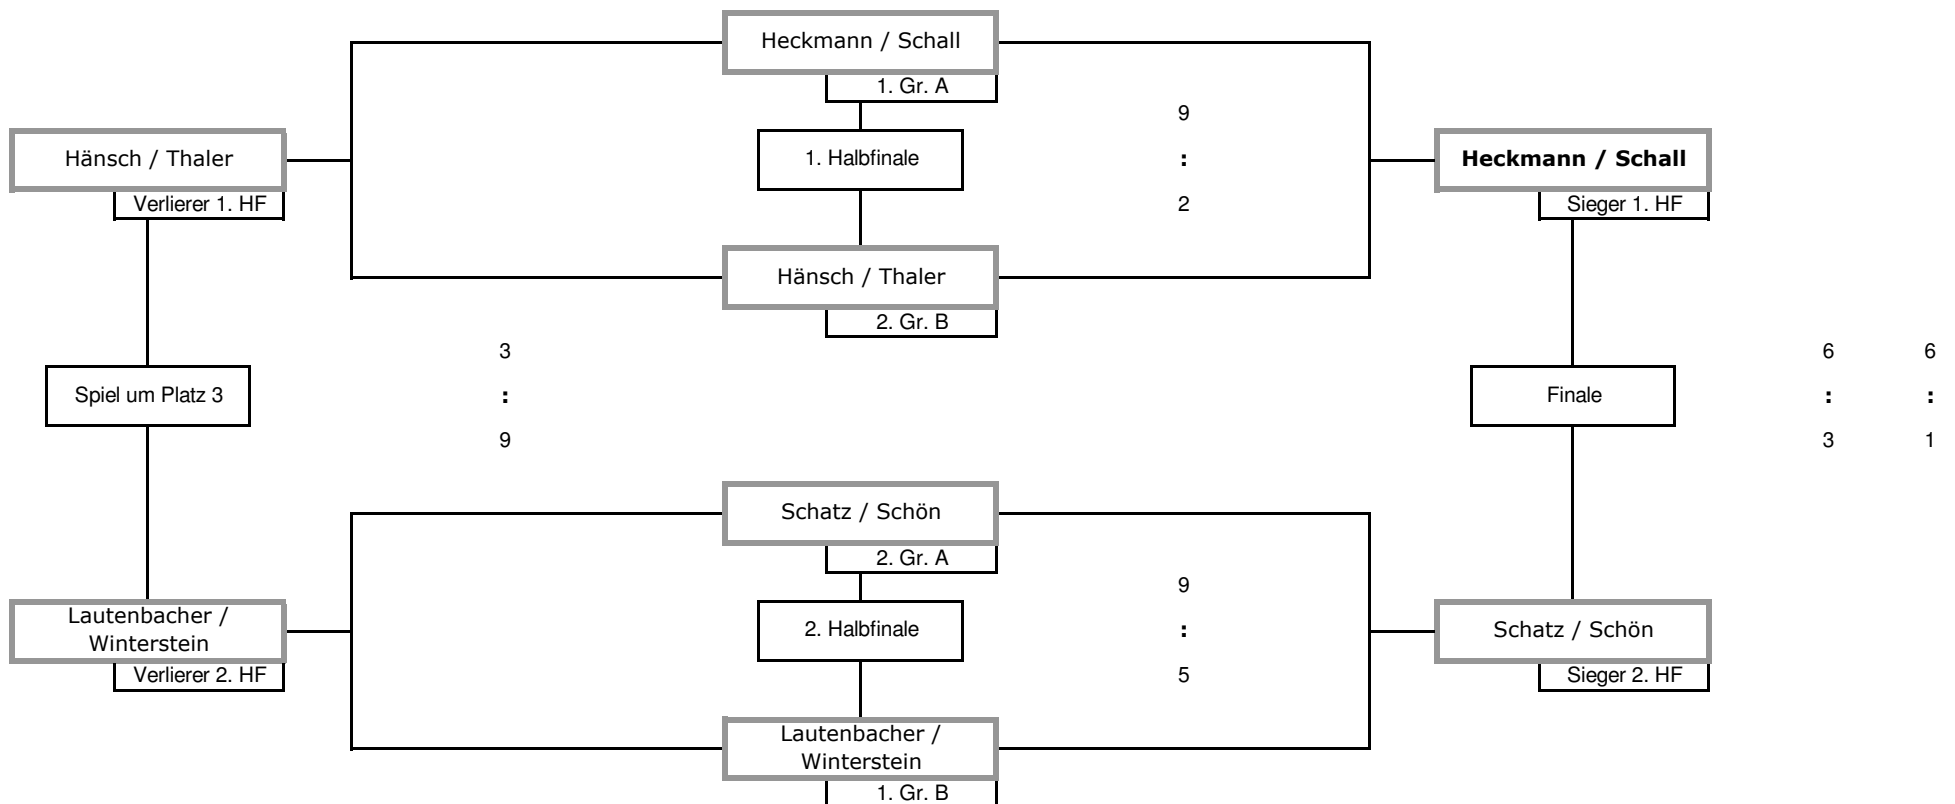 Heckmann / Schall
1. Gr. A
9
Hänsch / Thaler
1. Halbfinale
:
Heckmann / Schall
Verlierer 1. HF
2
Sieger 1. HF
Hänsch / Thaler
2. Gr. B
3
6 6
Spiel um Platz 3
:
Finale
: :
9
3 1
Schatz / Schön
2. Gr. A
9
Lautenbacher /
Winterstein
2. Halbfinale
:
Schatz / Schön
Verlierer 2. HF
5
Sieger 2. HF
Lautenbacher /
Winterstein
1. Gr. B